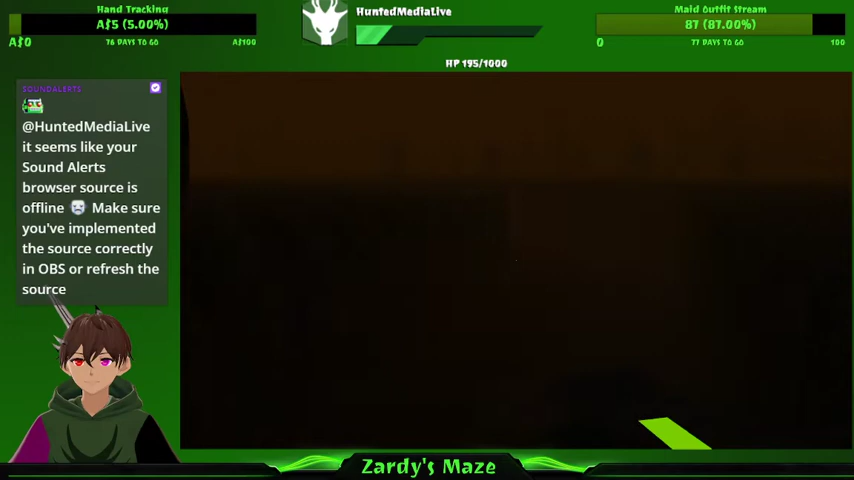 Hand Tracking
A$5 (5.00%)
A$0 76 DAYS TO GO A$100
HuntedMediaLive
HP 195/1000
Maid Outfit Stream
87 (87.00%)
0 77 DAYS TO GO 100
SOUNDALERTS
@HuntedMediaLive
it seems like your
Sound Alerts
browser source is
offline Make sure
you've implemented
the source correctly
in OBS or refresh the
source
Zardy's Maze